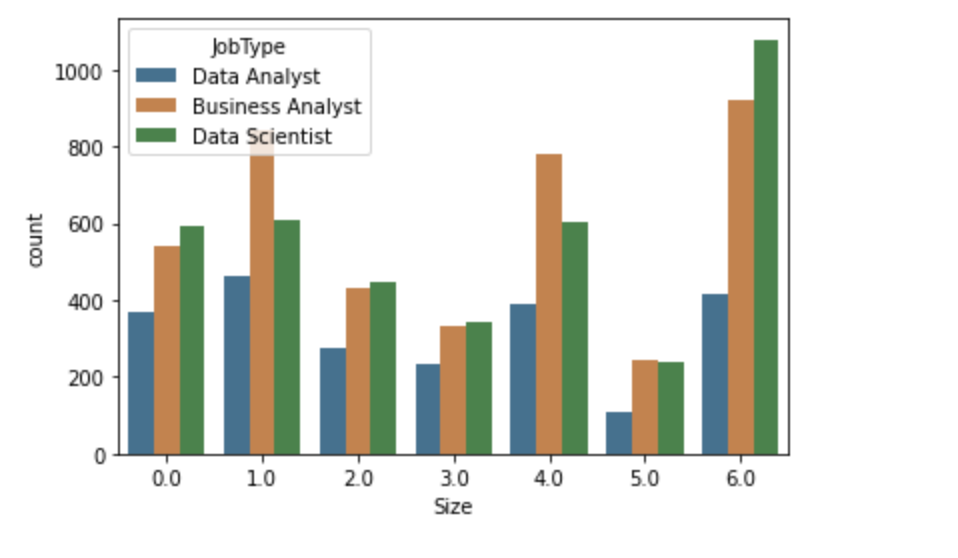 JobType
Data Analyst
Business Analyst
Data Scientist
1000
800
600
400
200
0
count
0.0 1.0 2.0 3.0 4.0 5.0 6.0
Size